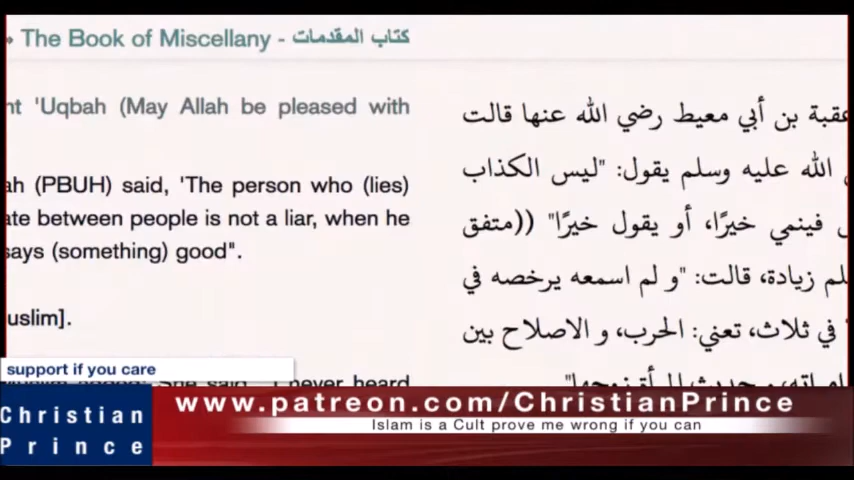 The Book of Miscellany - كتاب المقدمات
nt 'Uqbah (May Allah be pleased with
ah (PBUH) said, 'The person who (lies)
ate between people is not a liar, when he
says (something) good".
uslim].
never heard
عقبة بن أبي معيط رضي الله عنها قالت
الله عليه وسلم يقول: "ليس الكذاب
فينمي خيرًا، أو يقول خيرًا" ((متفق
لم زيادة، قالت: "و لم اسمعه يرخصه في
في ثلاث، تعني: الحرب، و الاصلاح بين
support if you care
Christian
Prince
www.patreon.com/ChristianPrince
Islam is a Cult prove me wrong if you can